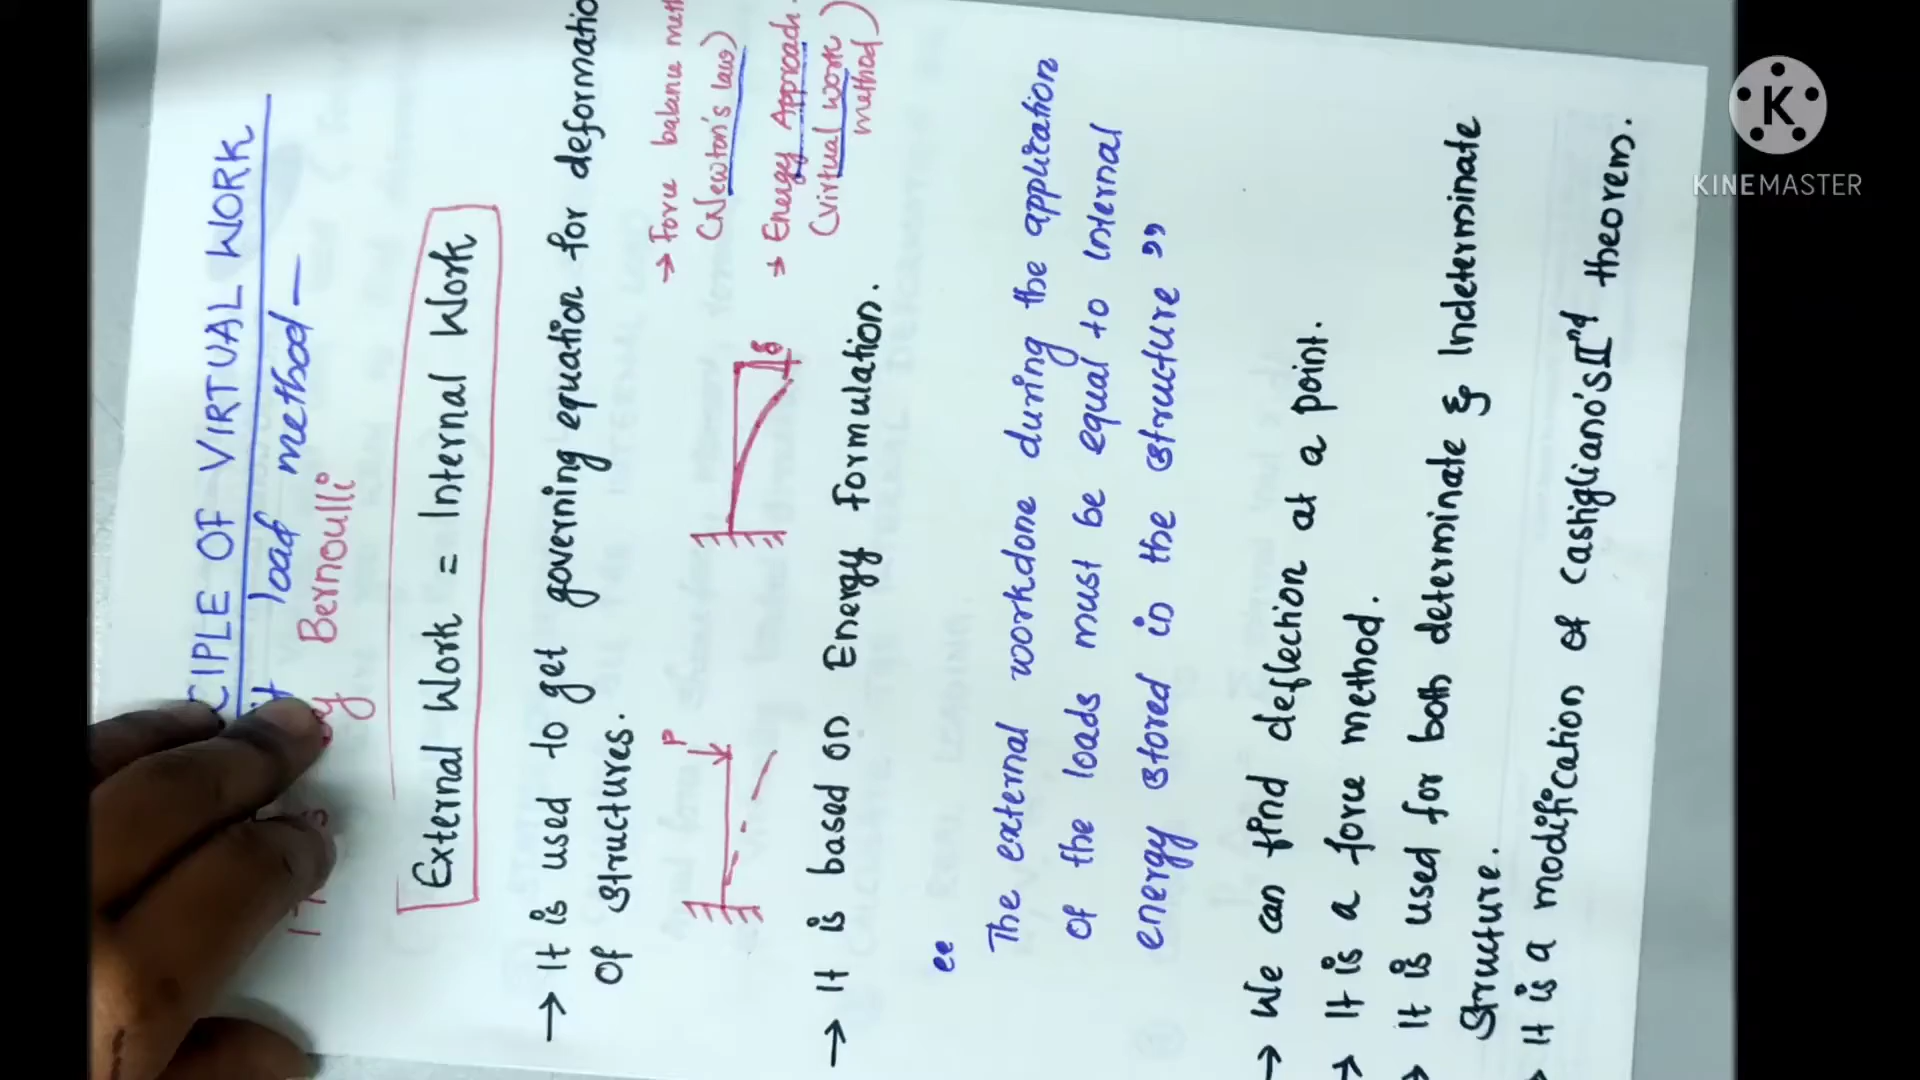 CIPLE OF VIRTUAL WORK
load method—
Bernoulli
External Work = Internal Work
→ It is used to get governing equation for deformatio
of structures.
→ Force balance meth
(Newton's law)
→ Energy Approach
(virtual work
method)
P
δ
→ It is based on Energy formulation.
"The external workdone during the application
of the loads must be equal to Internal
energy stored in the structure"
→ We can find deflection at a point.
→ It is a force method.
→ It is used for both determinate & Indeterminate
Structure.
It is a modification of Castigliano's IInd theorem.
K
KINEMASTER